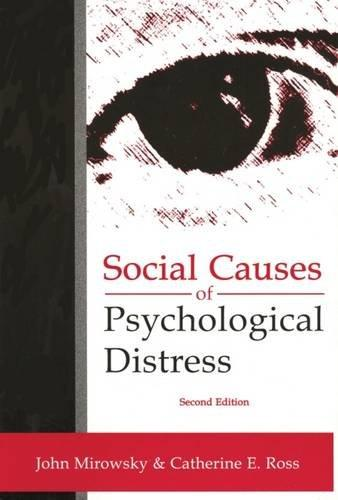 Social Causes
of
Psychological
Distress
Second Edition
John Mirowsky & Catherine E. Ross